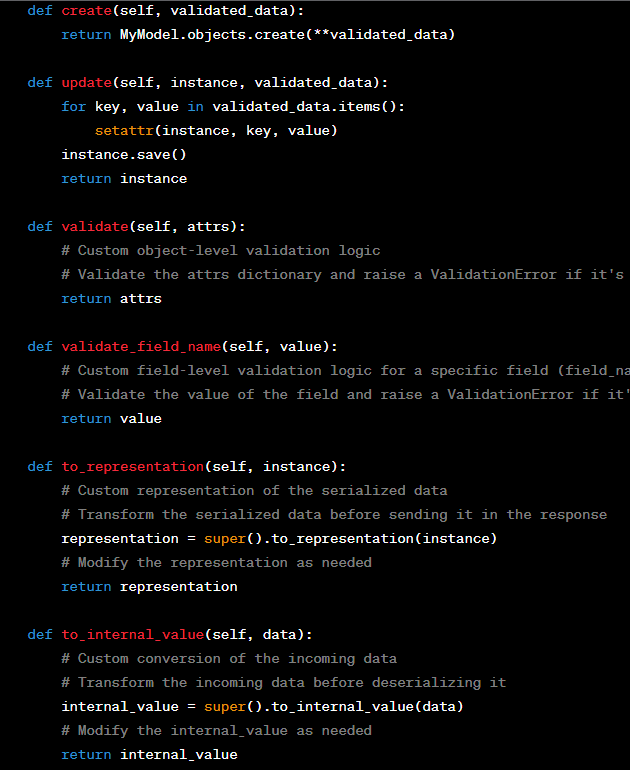 def create(self, validated_data):
    return MyModel.objects.create(**validated_data)
def update(self, instance, validated_data):
    for key, value in validated_data.items():
        setattr(instance, key, value)
    instance.save()
    return instance
def validate(self, attrs):
    # Custom object-level validation logic
    # Validate the attrs dictionary and raise a ValidationError if it's
    return attrs
def validate_field_name(self, value):
    # Custom field-level validation logic for a specific field (field_na
    # Validate the value of the field and raise a ValidationError if it'
    return value
def to_representation(self, instance):
    # Custom representation of the serialized data
    # Transform the serialized data before sending it in the response
    representation = super().to_representation(instance)
    # Modify the representation as needed
    return representation
def to_internal_value(self, data):
    # Custom conversion of the incoming data
    # Transform the incoming data before deserializing it
    internal_value = super().to_internal_value(data)
    # Modify the internal_value as needed
    return internal_value